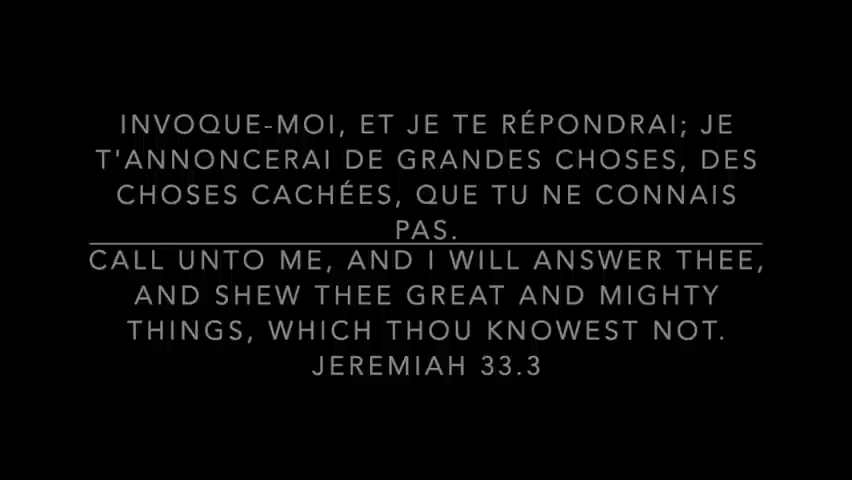 INVOQUE-MOI, ET JE TE RÉPONDRAI; JE
T'ANNONCERAI DE GRANDES CHOSES, DES
CHOSES CACHÉES, QUE TU NE CONNAIS
PAS.
CALL UNTO ME, AND I WILL ANSWER THEE,
AND SHEW THEE GREAT AND MIGHTY
THINGS, WHICH THOU KNOWEST NOT.
JEREMIAH 33.3